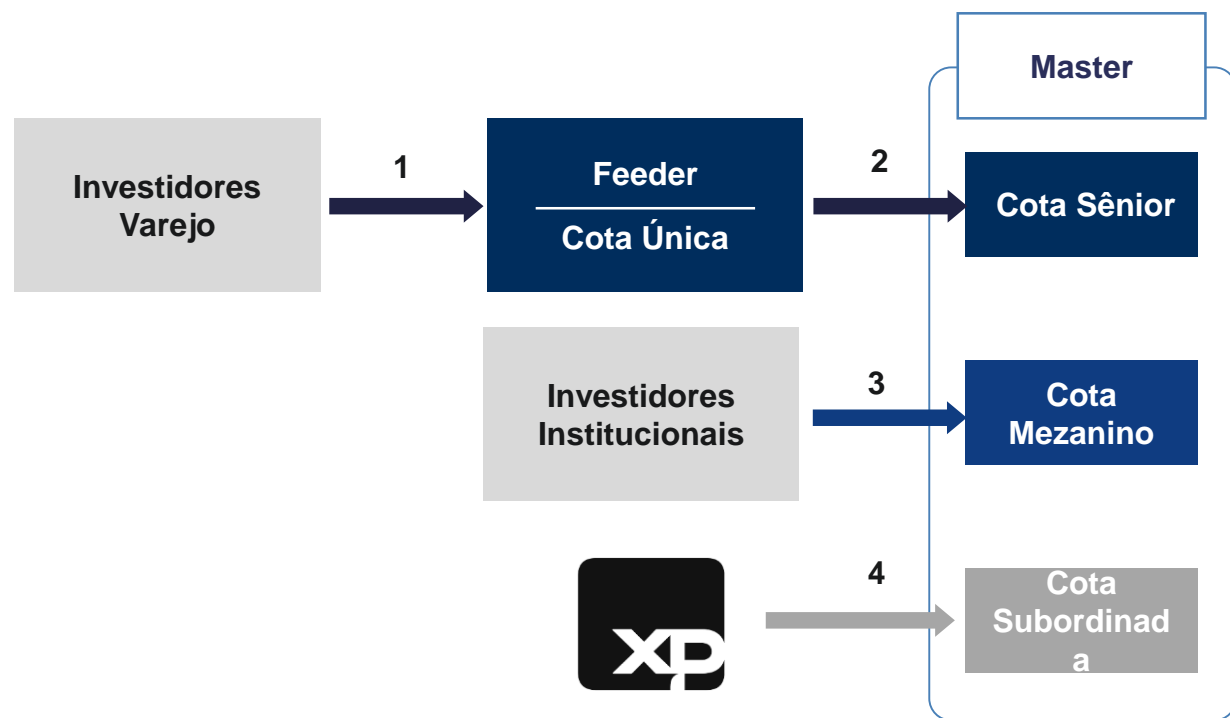 Master
Investidores
Varejo
1
Feeder
Cota Única
2
Cota Sênior
Investidores
Institucionais
3
Cota
Mezanino
XP
4
Cota
Subordinad
a